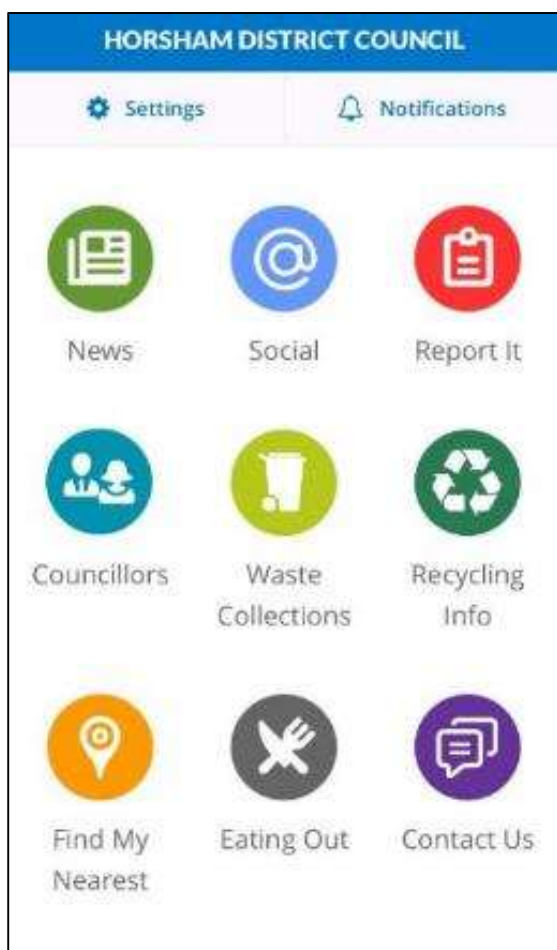 HORSHAM DISTRICT COUNCIL
Settings Notifications
News Social Report It
Councillors Waste Recycling
Collections Info
Find My Eating Out Contact Us
Nearest